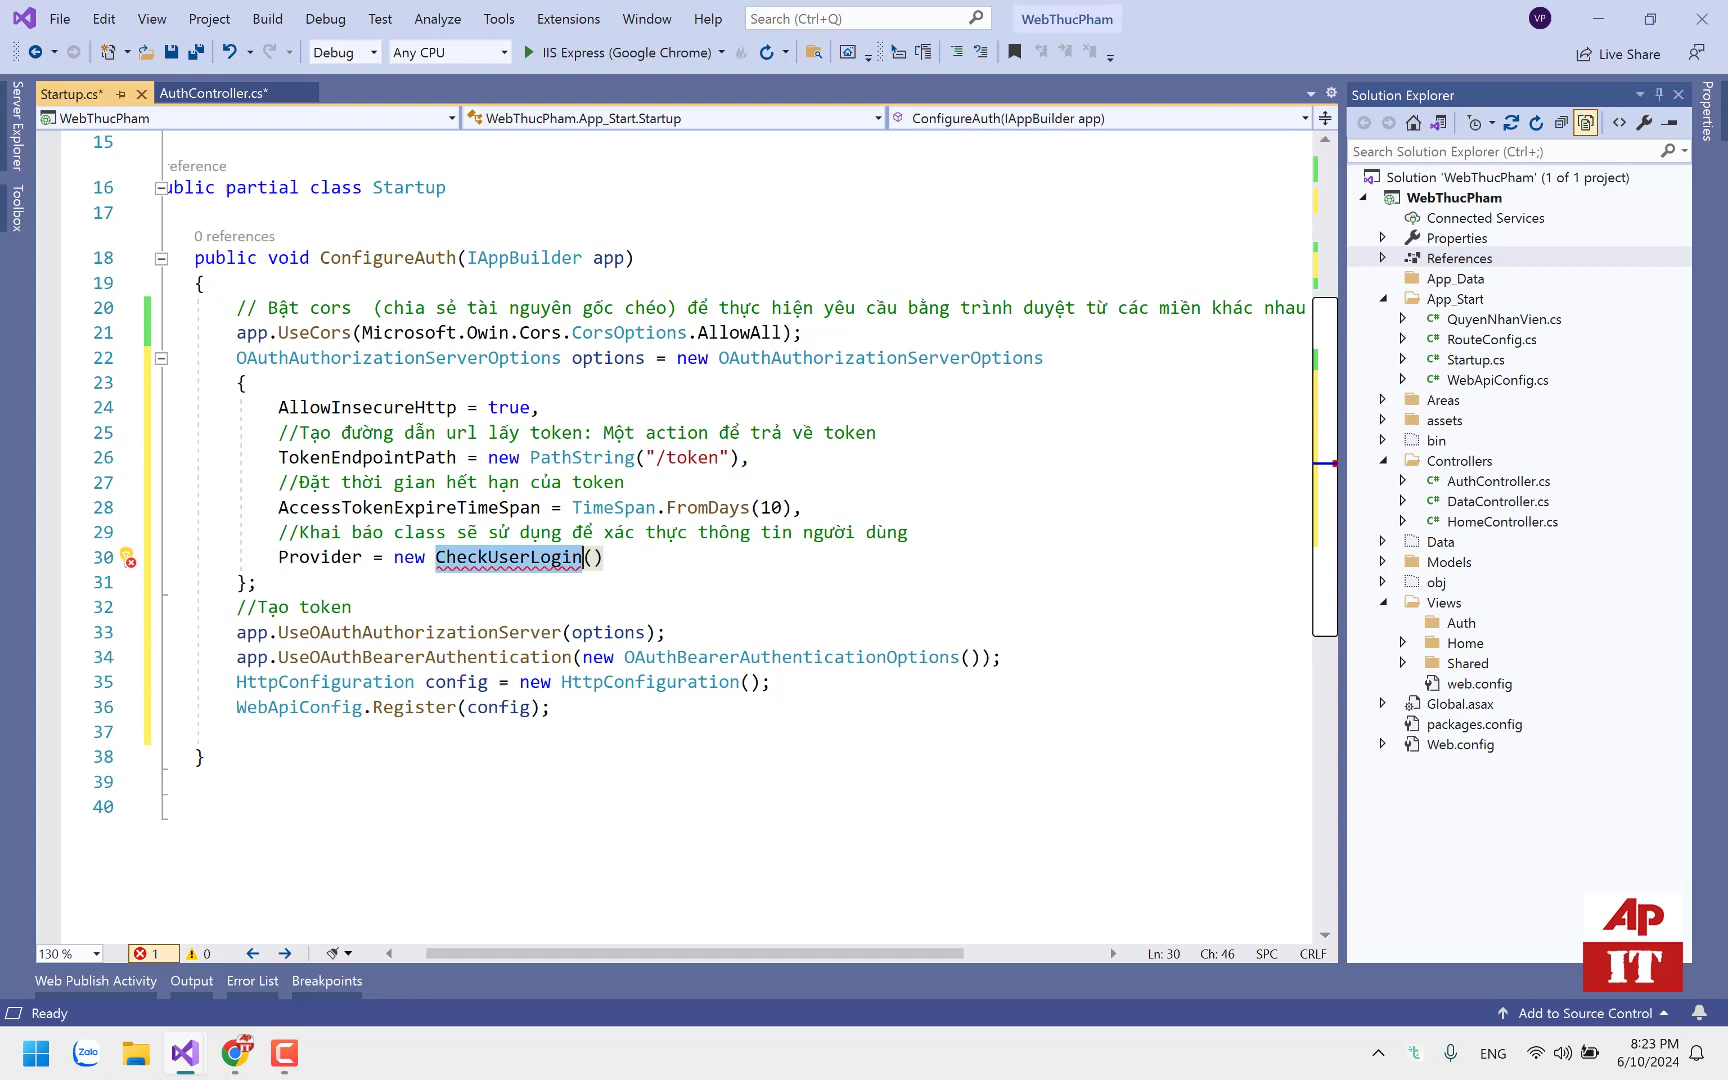 File Edit View Project Build Debug Test Analyze Tools Extensions Window Help Search (Ctrl+Q) WebThucPham VP
Debug Any CPU IIS Express (Google Chrome) Live Share
Server Explorer
Toolbox
Startup.cs* AuthController.cs*
WebThucPham WebThucPham.App_Start.Startup ConfigureAuth(IAppBuilder app)
15
reference
16 ublic partial class Startup
17
0 references
18 public void ConfigureAuth(IAppBuilder app)
19 {
20 // Bật cors (chia sẻ tài nguyên gốc chéo) để thực hiện yêu cầu bằng trình duyệt từ các miền khác nhau
21 app.UseCors(Microsoft.Owin.Cors.CorsOptions.AllowAll);
22 OAuthAuthorizationServerOptions options = new OAuthAuthorizationServerOptions
23 {
24 AllowInsecureHttp = true,
25 //Tạo đường dẫn url lấy token: Một action để trả về token
26 TokenEndpointPath = new PathString("/token"),
27 //Đặt thời gian hết hạn của token
28 AccessTokenExpireTimeSpan = TimeSpan.FromDays(10),
29 //Khai báo class sẽ sử dụng để xác thực thông tin người dùng
30 Provider = new CheckUserLogin()
31 };
32 //Tạo token
33 app.UseOAuthAuthorizationServer(options);
34 app.UseOAuthBearerAuthentication(new OAuthBearerAuthenticationOptions());
35 HttpConfiguration config = new HttpConfiguration();
36 WebApiConfig.Register(config);
37
38 }
39
40
130 % 1 0 Ln: 30 Ch: 46 SPC CRLF
Solution Explorer
Search Solution Explorer (Ctrl+;)
Solution 'WebThucPham' (1 of 1 project)
WebThucPham
Connected Services
Properties
References
App_Data
App_Start
C# QuyenNhanVien.cs
C# RouteConfig.cs
C# Startup.cs
C# WebApiConfig.cs
Areas
assets
bin
Controllers
C# AuthController.cs
C# DataController.cs
C# HomeController.cs
Data
Models
obj
Views
Auth
Home
Shared
web.config
Global.asax
packages.config
Web.config
Properties
AP
IT
Web Publish Activity Output Error List Breakpoints
Ready Add to Source Control
Zalo AP IT ENG 8:23 PM
6/10/2024